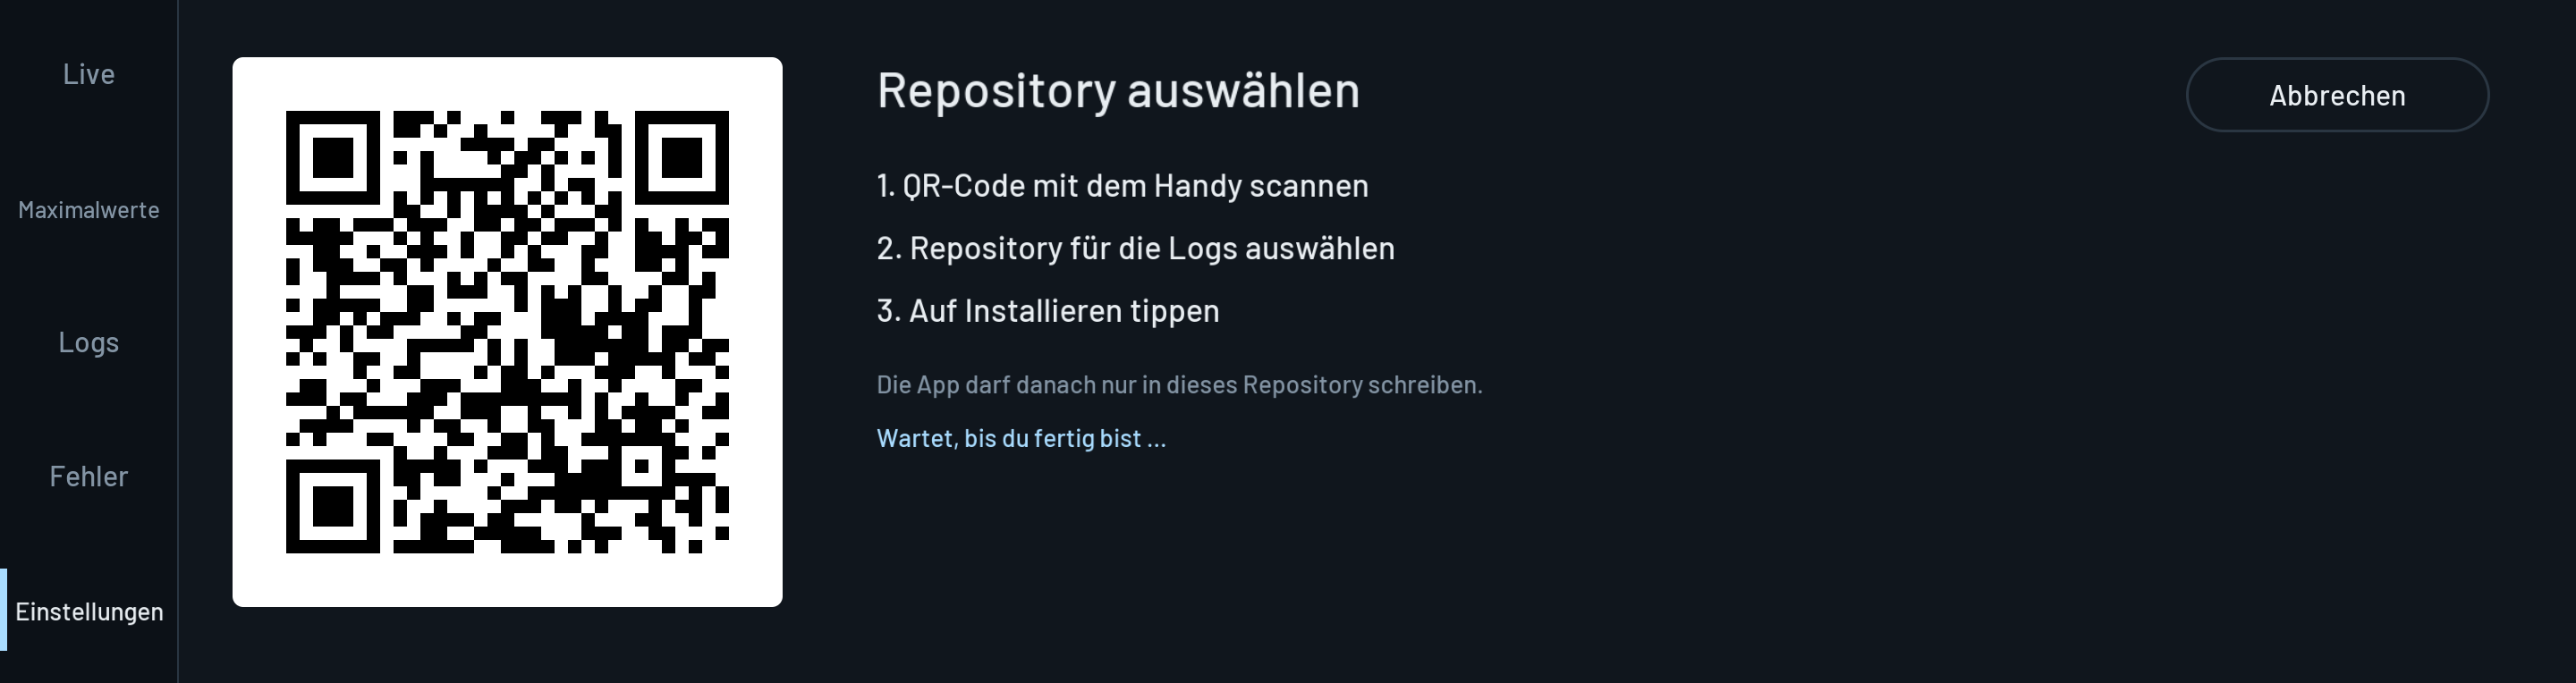 Live
Maximalwerte
Logs
Fehler
Einstellungen
Repository auswählen
Abbrechen
1. QR-Code mit dem Handy scannen
2. Repository für die Logs auswählen
3. Auf Installieren tippen
Die App darf danach nur in dieses Repository schreiben.
Wartet, bis du fertig bist ...